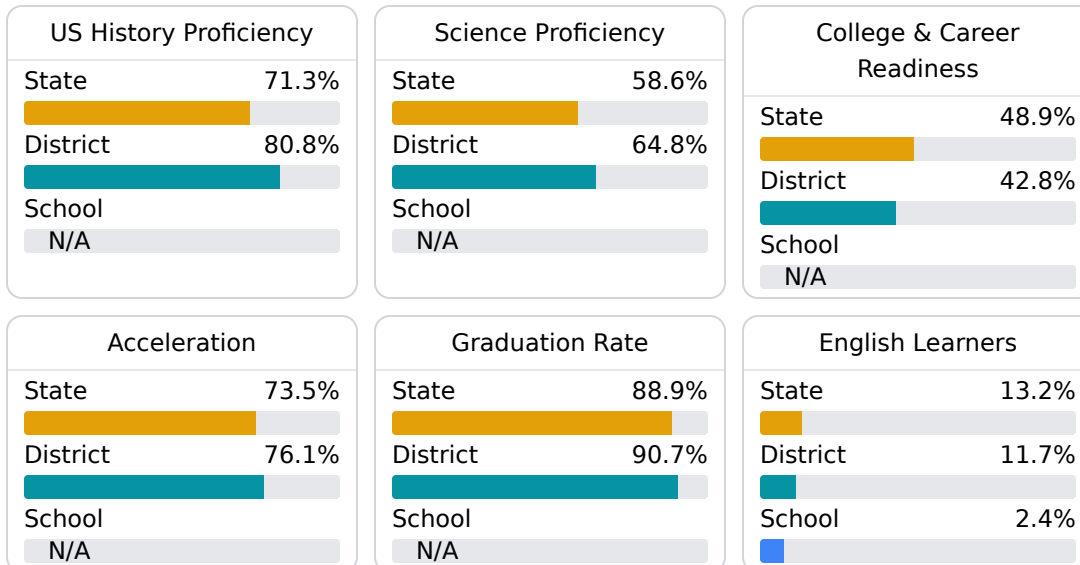 US History Proficiency
State 71.3%
District 80.8%
School
N/A
Science Proficiency
State 58.6%
District 64.8%
School
N/A
College & Career
Readiness
State 48.9%
District 42.8%
School
N/A
Acceleration
State 73.5%
District 76.1%
School
N/A
Graduation Rate
State 88.9%
District 90.7%
School
N/A
English Learners
State 13.2%
District 11.7%
School 2.4%